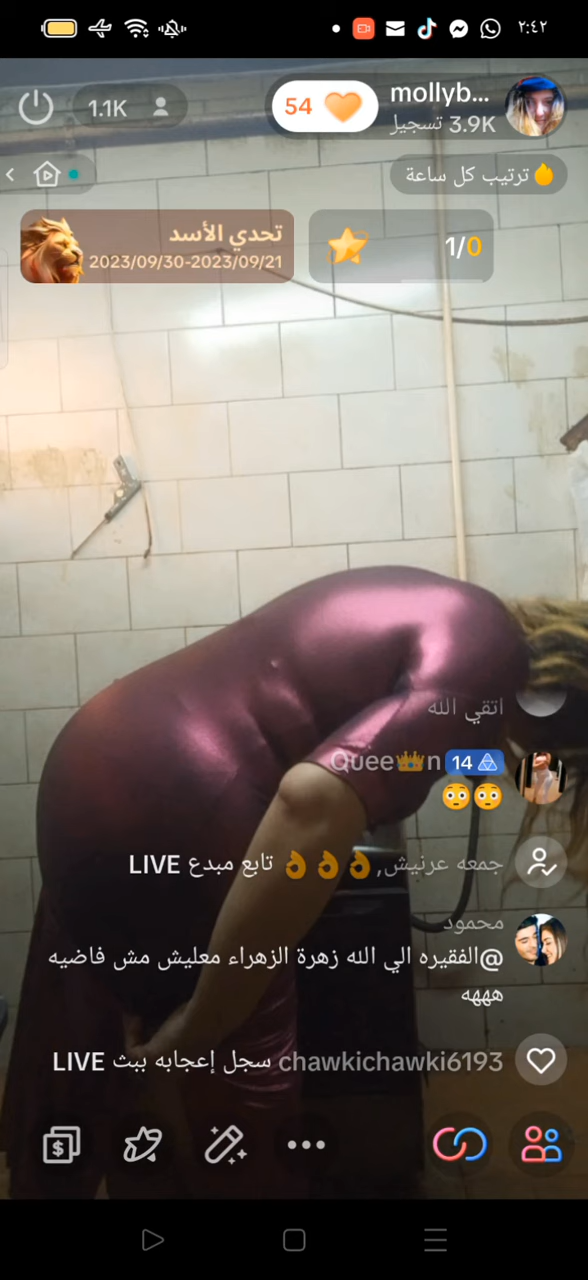 ٢:٤٢
mollyb...
3.9K تسجيل
54
1.1K
ترتيب كل ساعة
1/0
تحدي الأسد
2023/09/30-2023/09/21
اتقي الله
Quee👑n 14
😳😳
جمعه عرنيش, 👌👌👌 تابع مبدع LIVE
محمود
@الفقيره الي الله زهرة الزهراء معليش مش فاضيه
هههه
chawkichawki6193 سجل إعجابه ببث LIVE